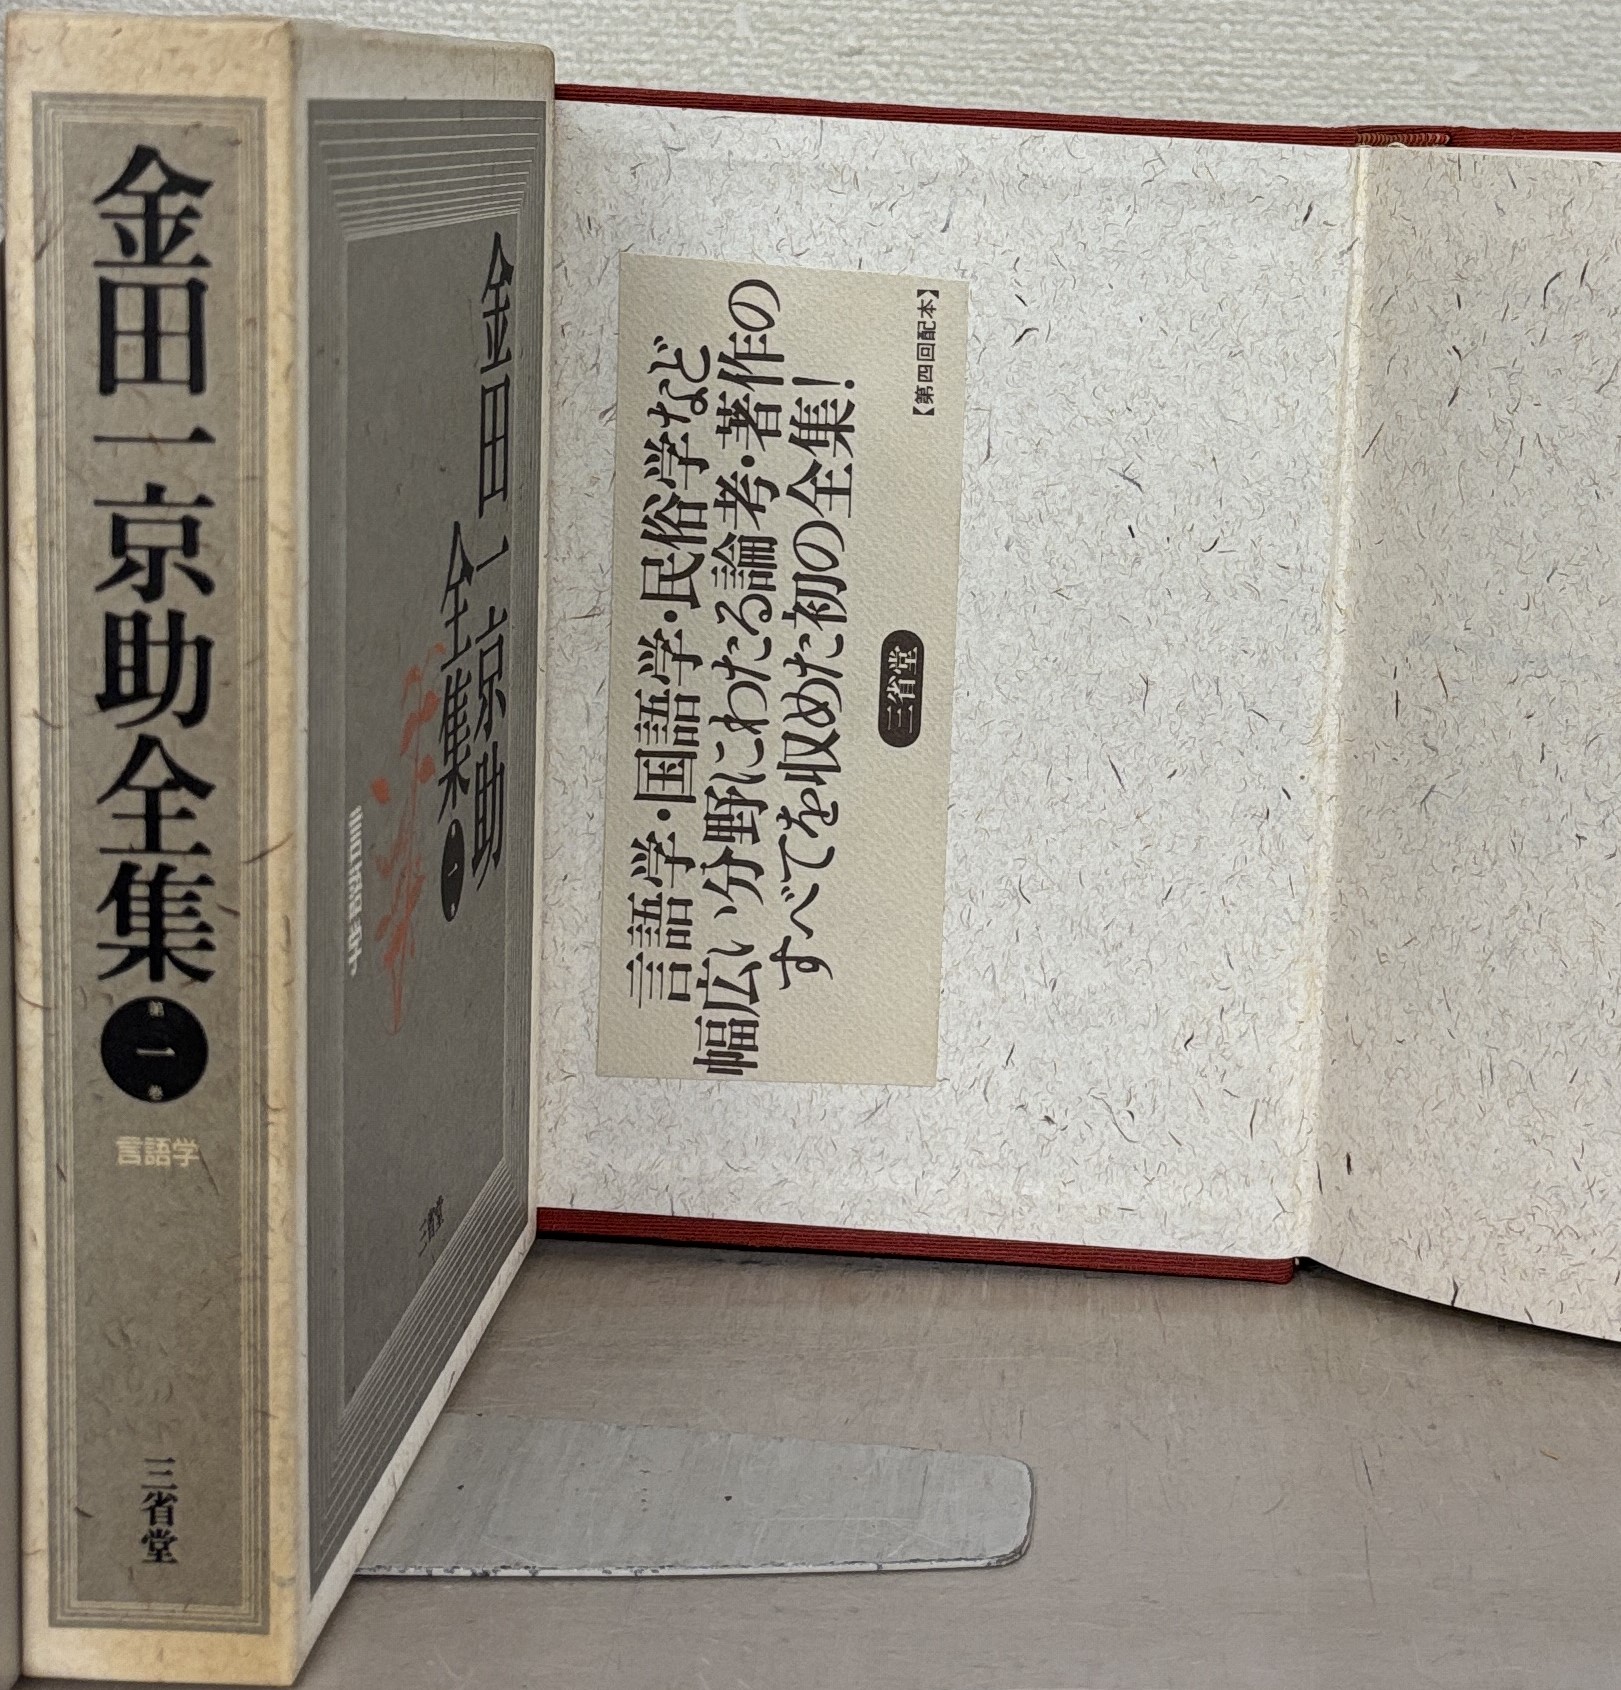 金田一京助全集
第
一
巻
言語学
三省堂
金田一京助
全集
一
三省堂
【第四回配本】
言語学・国語学・民俗学など
幅広い分野にわたる論考・著作の
すべてを収めた初の全集!
三省堂